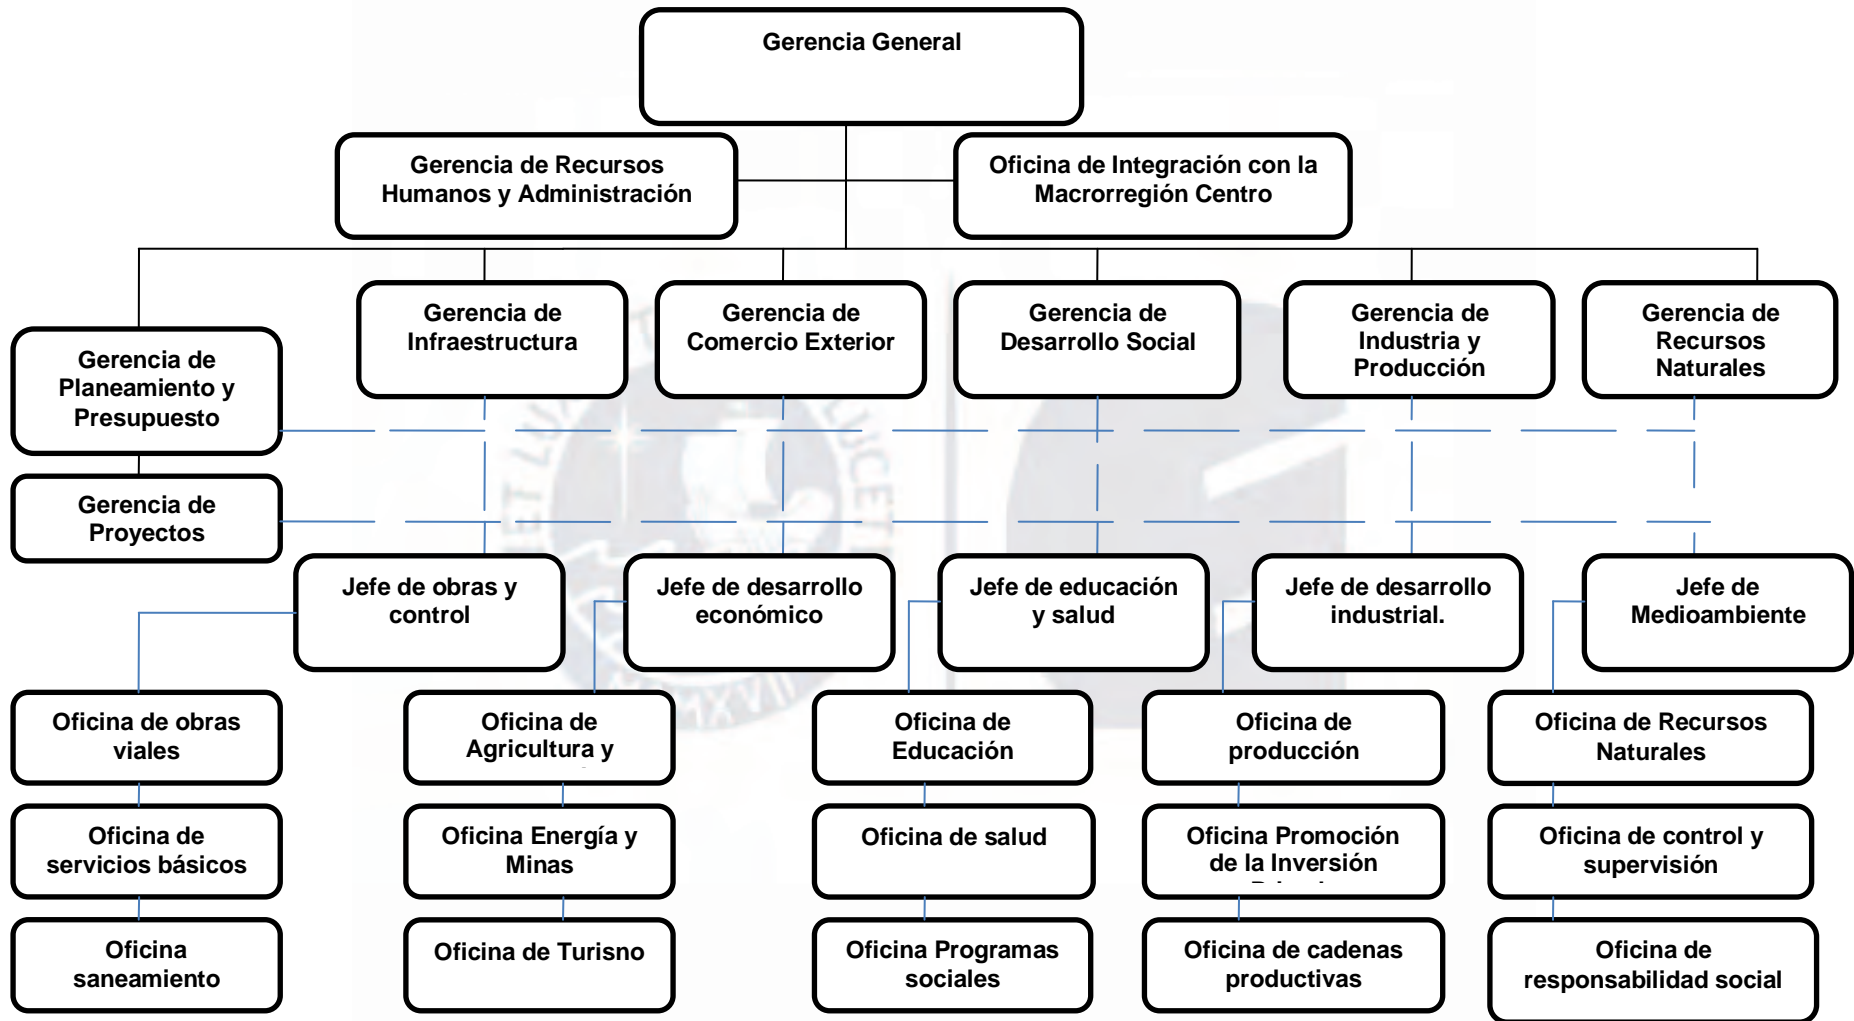 Gerencia General
Gerencia de Recursos
Humanos y Administración
Oficina de Integración con la
Macrorregión Centro
Gerencia de
Planeamiento y
Presupuesto
Gerencia de
Infraestructura
Gerencia de
Comercio Exterior
Gerencia de
Desarrollo Social
Gerencia de
Industria y
Producción
Gerencia de
Recursos
Naturales
Gerencia de
Proyectos
Jefe de obras y
control
Jefe de desarrollo
económico
Jefe de educación
y salud
Jefe de desarrollo
industrial.
Jefe de
Medioambiente
Oficina de obras
viales
Oficina de
Agricultura y
Oficina de
Educación
Oficina de
producción
Oficina de Recursos
Naturales
Oficina de
servicios básicos
Oficina Energía y
Minas
Oficina de salud
Oficina Promoción
de la Inversión
Oficina de control y
supervisión
Oficina
saneamiento
Oficina de Turisno
Oficina Programas
sociales
Oficina de cadenas
productivas
Oficina de
responsabilidad social